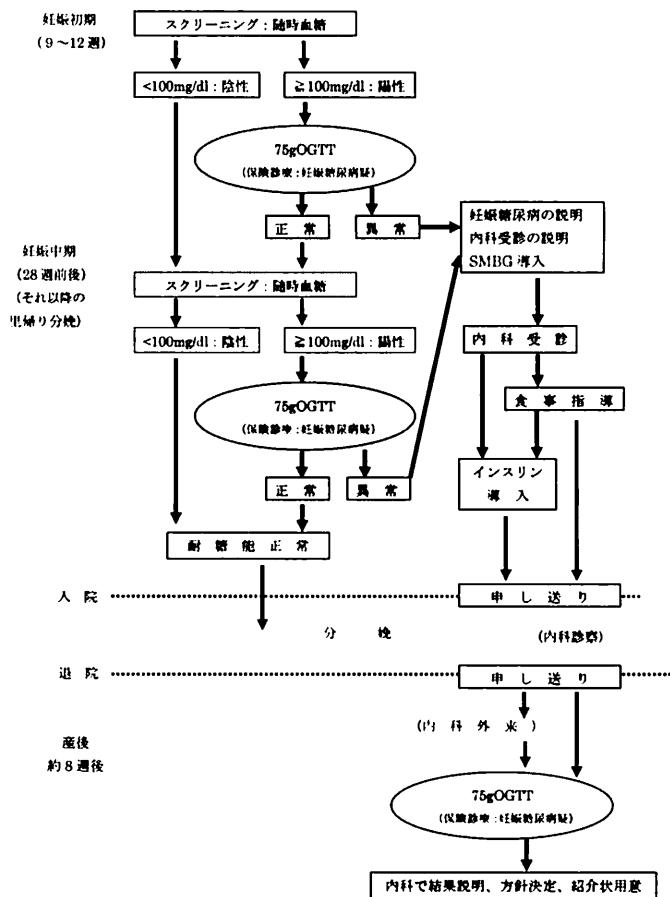 妊娠初期
(9～12週)
スクリーニング：随時血糖
<100mg/dl：陰性
≧100mg/dl：陽性
75gOGTT
(保険診療：妊娠糖尿病疑)
正 常
異 常
妊娠糖尿病の説明
内科受診の説明
SMBG 導入
妊娠中期
(28週前後)
(それ以降の
里帰り分娩)
スクリーニング：随時血糖
<100mg/dl：陰性
≧100mg/dl：陽性
内 科 受 診
75gOGTT
(保険診療：妊娠糖尿病疑)
食 事 指 導
正 常
異 常
インスリン
導 入
耐 糖 能 正 常
入 院
申 し 送 り
分 娩
(内科診察)
退 院
申 し 送 り
(内 科 外 来 )
産後
約8週後
75gOGTT
(保険診療：妊娠糖尿病疑)
内科で結果説明、方針決定、紹介状用意